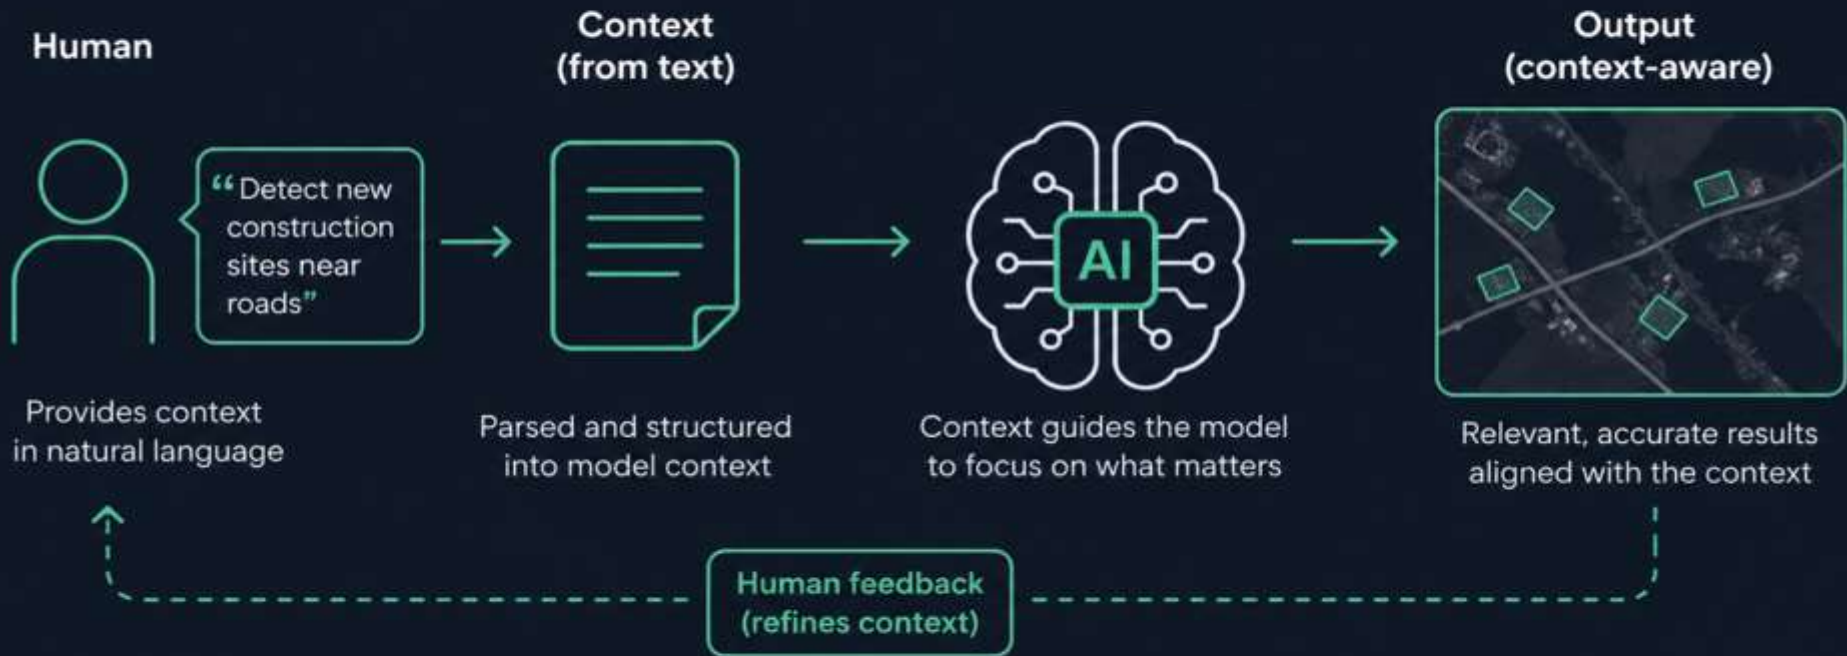 Human
Context
(from text)
Output
(context-aware)
“Detect new
construction
sites near
roads”
AI
Provides context
in natural language
Parsed and structured
into model context
Context guides the model
to focus on what matters
Relevant, accurate results
aligned with the context
Human feedback
(refines context)